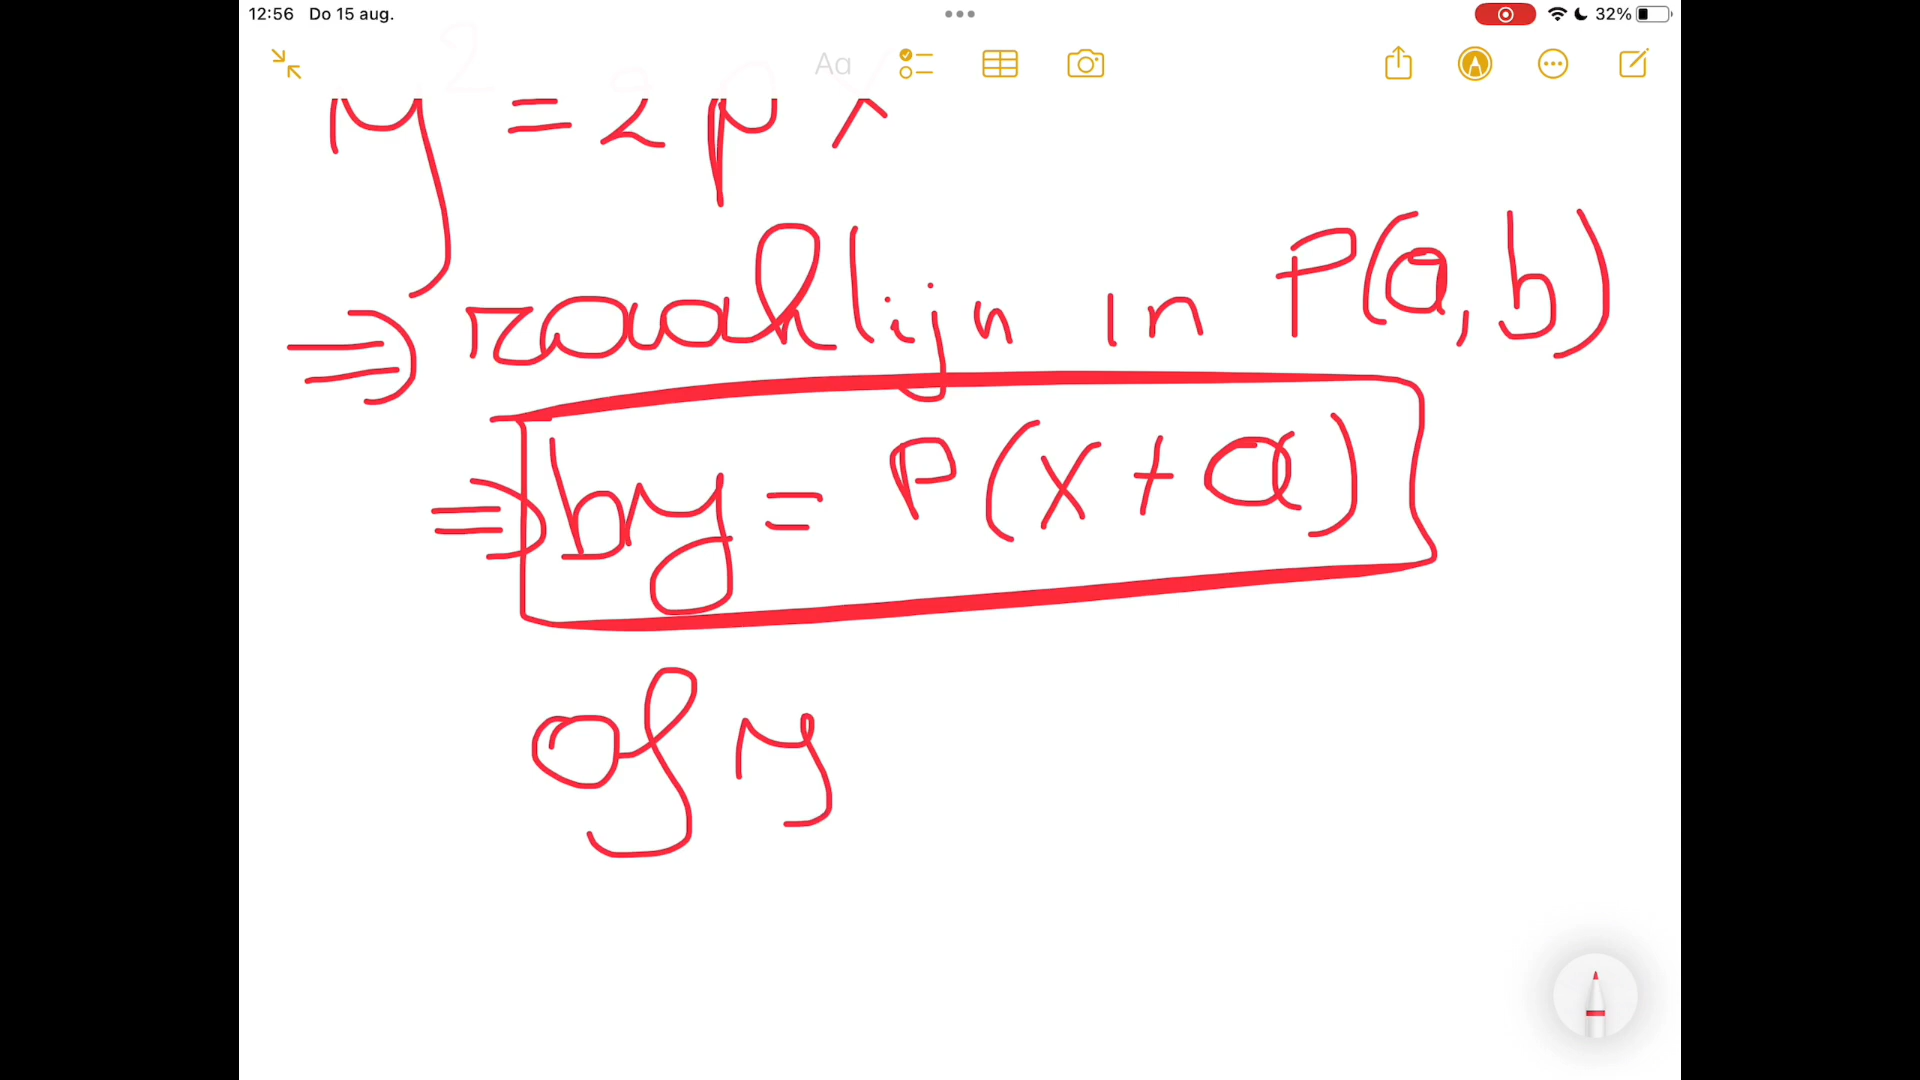 12:56 Do 15 aug. 32%
Aa
y² = 2px
⇒ raaklijn in P(a,b)
⇒ by = P(x+a)
of y